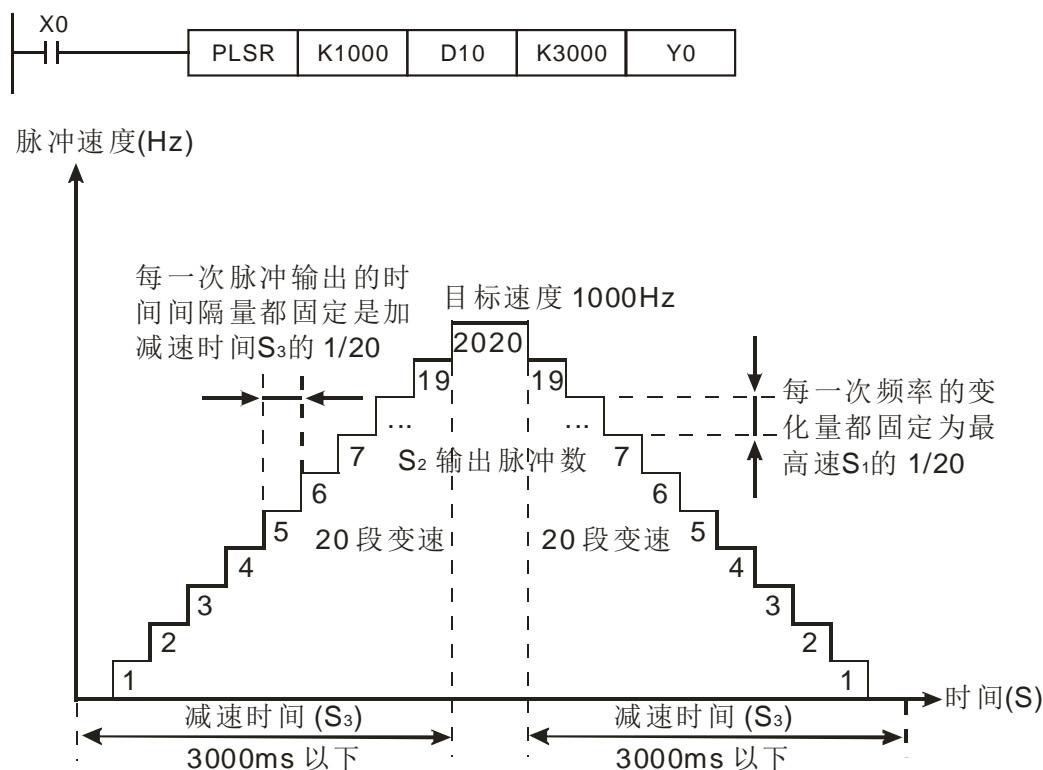 X0
PLSR K1000 D10 K3000 Y0
脉冲速度(Hz)
每一次脉冲输出的时
间间隔量都固定是加
减速时间S₃的 1/20
目标速度 1000Hz
2020
19 19
每一次频率的变
化量都固定为最
高速S₁的 1/20
... ...
7 S₂ 输出脉冲数 7
6 6
5 20 段变速 20 段变速 5
4 4
3 3
2 2
1 1
时间(S)
减速时间 (S₃) 减速时间 (S₃)
3000ms 以下 3000ms 以下